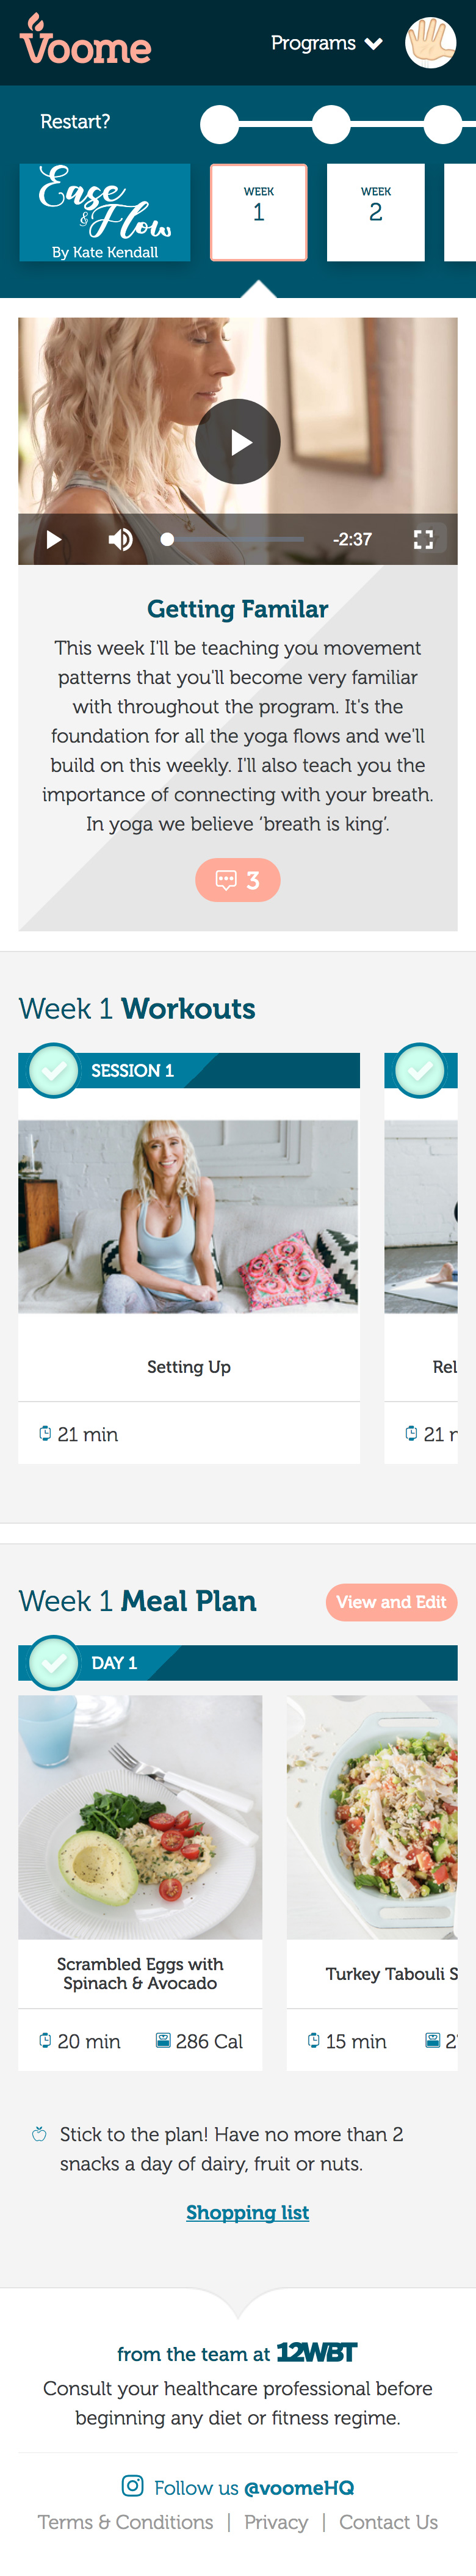 Voome
Programs
Restart?
Ease
& Flow
By Kate Kendall
WEEK
1
WEEK
2
-2:37
Getting Familar
This week I'll be teaching you movement
patterns that you'll become very familiar
with throughout the program. It's the
foundation for all the yoga flows and we'll
build on this weekly. I'll also teach you the
importance of connecting with your breath.
In yoga we believe ‘breath is king’.
3
Week 1 Workouts
SESSION 1
Setting Up
Rel
21 min
21
Week 1 Meal Plan
View and Edit
DAY 1
Scrambled Eggs with
Spinach & Avocado
Turkey Tabouli S
20 min
286 Cal
15 min
2
Stick to the plan! Have no more than 2
snacks a day of dairy, fruit or nuts.
Shopping list
from the team at 12WBT
Consult your healthcare professional before
beginning any diet or fitness regime.
Follow us @voomeHQ
Terms & Conditions | Privacy | Contact Us